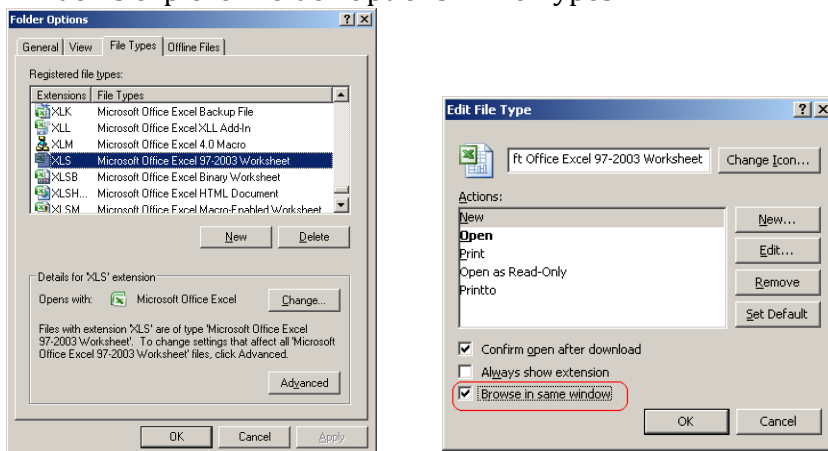 Folder Options
General View File Types Offline Files
Registered file types:
Extensions File Types
XLK Microsoft Office Excel Backup File
XLL Microsoft Office Excel XLL Add-In
XLM Microsoft Office Excel 4.0 Macro
XLS Microsoft Office Excel 97-2003 Worksheet
XLSB Microsoft Office Excel Binary Worksheet
XLSH... Microsoft Office Excel HTML Document
XLSM Microsoft Office Excel Macro-Enabled Worksheet
New Delete
Details for 'XLS' extension
Opens with: Microsoft Office Excel Change...
Files with extension 'XLS' are of type 'Microsoft Office Excel
97-2003 Worksheet'. To change settings that affect all 'Microsoft
Office Excel 97-2003 Worksheet' files, click Advanced.
Advanced
OK Cancel Apply
Edit File Type
ft Office Excel 97-2003 Worksheet Change Icon...
Actions:
New
Open
Print
Open as Read-Only
Printto
New...
Edit...
Remove
Set Default
Confirm open after download
Always show extension
Browse in same window
OK Cancel